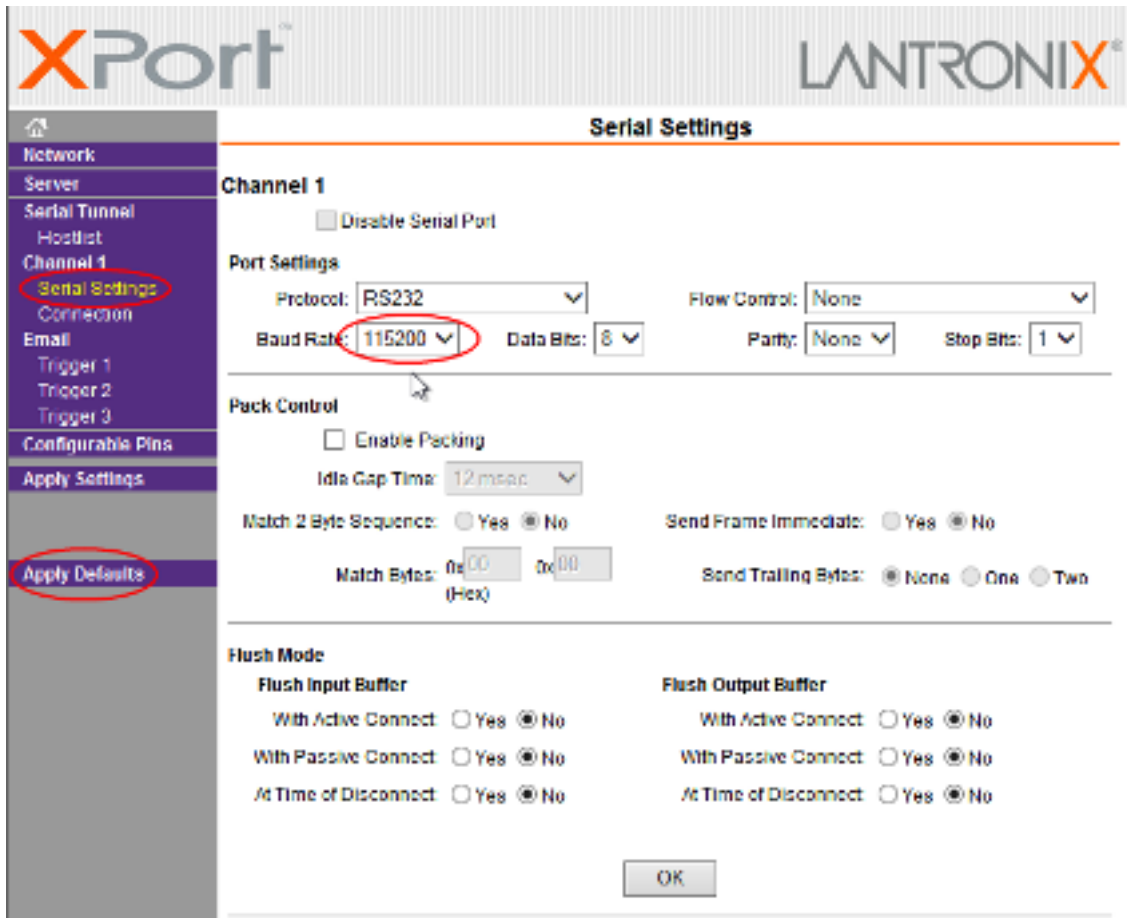 XPort™
LANTRONIX®
Network
Server
Serial Tunnel
Hostlist
Channel 1
Serial Settings
Connection
Email
Trigger 1
Trigger 2
Trigger 3
Configurable Pins
Apply Settings
Apply Defaults
Serial Settings
Channel 1
Disable Serial Port
Port Settings
Protocol: RS232 Flow Control: None
Baud Rate: 115200 Data Bits: 8 Parity: None Stop Bits: 1
Pack Control
Enable Packing
Idle Gap Time: 12 msec
Match 2 Byte Sequence: Yes No Send Frame Immediate: Yes No
Match Bytes: 0x 00 0x 00 Send Trailing Bytes: None One Two
(Hex)
Flush Mode
Flush Input Buffer Flush Output Buffer
With Active Connect: Yes No With Active Connect: Yes No
With Passive Connect: Yes No With Passive Connect: Yes No
At Time of Disconnect: Yes No At Time of Disconnect: Yes No
OK